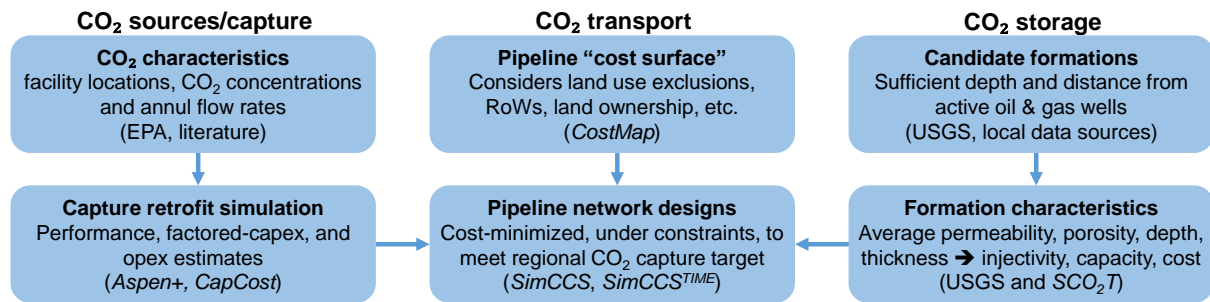 CO₂ sources/capture
CO₂ characteristics
facility locations, CO₂ concentrations
and annul flow rates
(EPA, literature)
Capture retrofit simulation
Performance, factored-capex, and
opex estimates
(Aspen+, CapCost)
CO₂ transport
Pipeline “cost surface”
Considers land use exclusions,
RoWs, land ownership, etc.
(CostMap)
Pipeline network designs
Cost-minimized, under constraints, to
meet regional CO₂ capture target
(SimCCS, SimCCSᵀᴵᴹᴱ)
CO₂ storage
Candidate formations
Sufficient depth and distance from
active oil & gas wells
(USGS, local data sources)
Formation characteristics
Average permeability, porosity, depth,
thickness ➔ injectivity, capacity, cost
(USGS and SCO₂T)